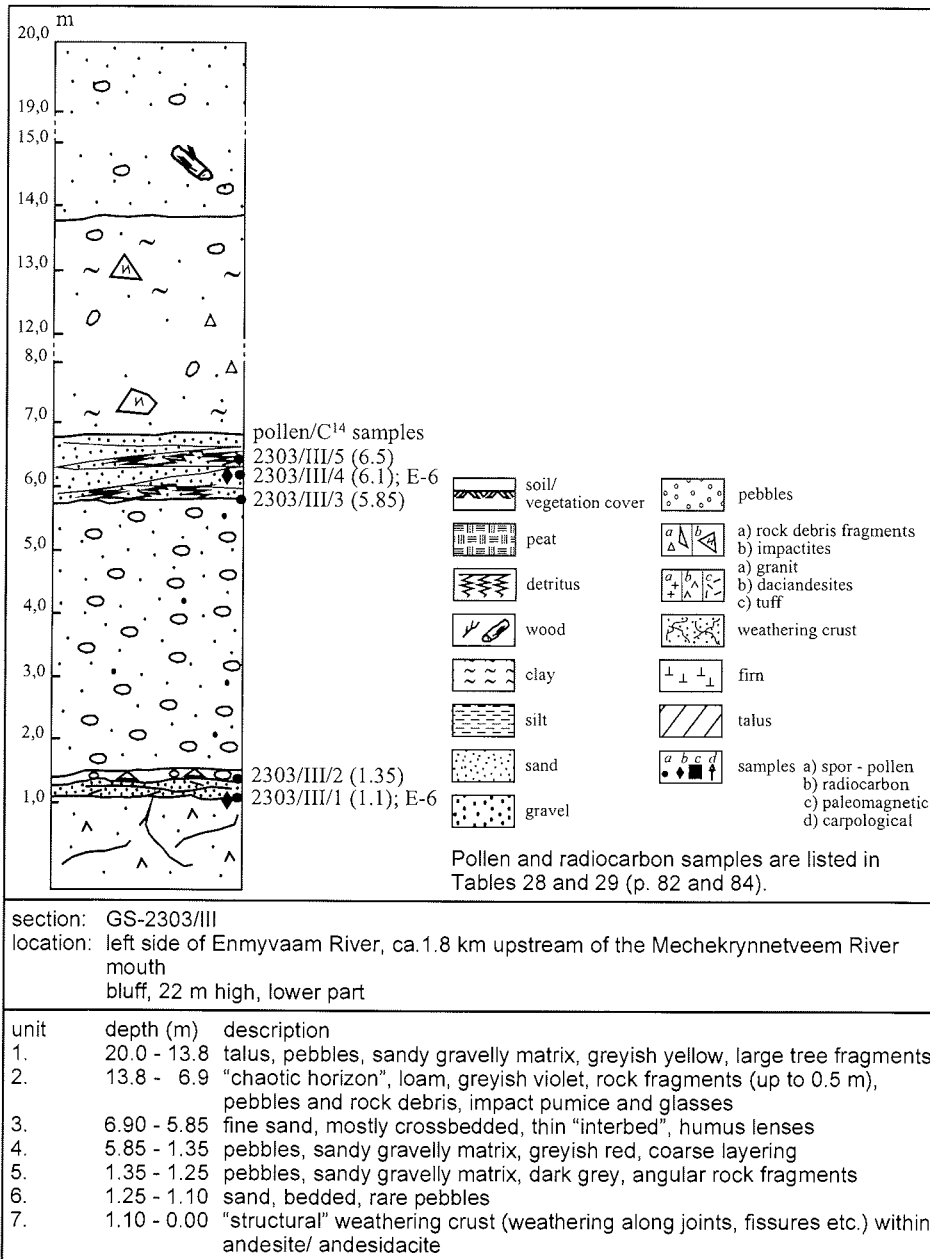 m
20,0
19,0
15,0
14,0
13,0
12,0
8,0
7,0
6,0
5,0
4,0
3,0
2,0
1,0
pollen/C¹⁴ samples
2303/III/5 (6.5)
2303/III/4 (6.1); E-6
2303/III/3 (5.85)
2303/III/2 (1.35)
2303/III/1 (1.1); E-6
soil/
vegetation cover
peat
detritus
wood
clay
silt
sand
gravel
pebbles
a b
a) rock debris fragments
b) impactites
a b c
a) granit
b) daciandesites
c) tuff
weathering crust
firn
talus
a b c d
samples a) spor - pollen
b) radiocarbon
c) paleomagnetic
d) carpological
Pollen and radiocarbon samples are listed in
Tables 28 and 29 (p. 82 and 84).
section: GS-2303/III
location: left side of Enmyvaam River, ca.1.8 km upstream of the Mechekrynnetveem River
mouth
bluff, 22 m high, lower part
unit depth (m) description
1. 20.0 - 13.8 talus, pebbles, sandy gravelly matrix, greyish yellow, large tree fragments
2. 13.8 - 6.9 "chaotic horizon", loam, greyish violet, rock fragments (up to 0.5 m),
pebbles and rock debris, impact pumice and glasses
3. 6.90 - 5.85 fine sand, mostly crossbedded, thin "interbed", humus lenses
4. 5.85 - 1.35 pebbles, sandy gravelly matrix, greyish red, coarse layering
5. 1.35 - 1.25 pebbles, sandy gravelly matrix, dark grey, angular rock fragments
6. 1.25 - 1.10 sand, bedded, rare pebbles
7. 1.10 - 0.00 "structural" weathering crust (weathering along joints, fissures etc.) within
andesite/ andesidacite